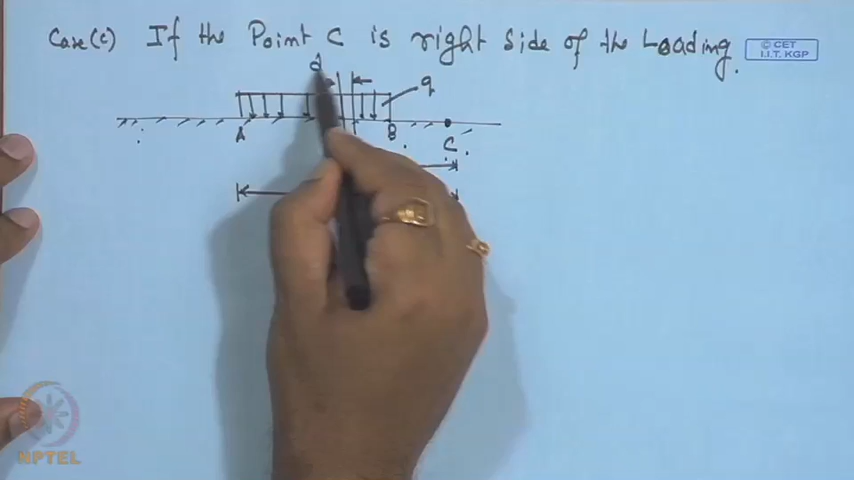 Case(c) If the Point C is right side of the Loading.
© CET
I.I.T. KGP
d
q
A B
C
NPTEL